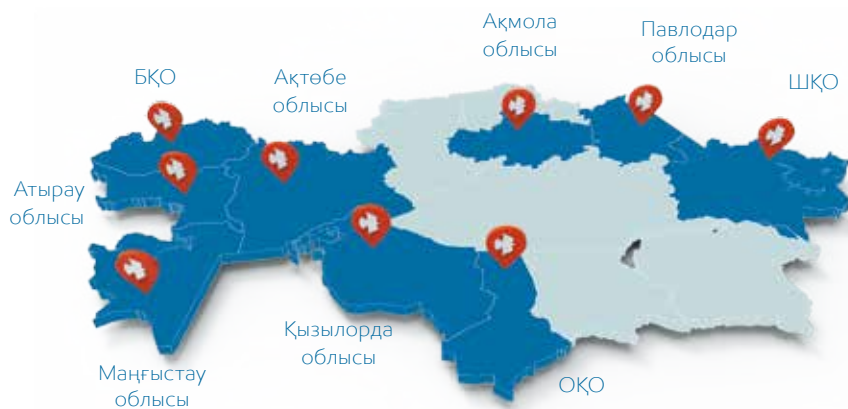 Ақмола
облысы
Павлодар
облысы
БҚО
Ақтөбе
облысы
ШҚО
Атырау
облысы
Қызылорда
облысы
Маңғыстау
облысы
ОҚО